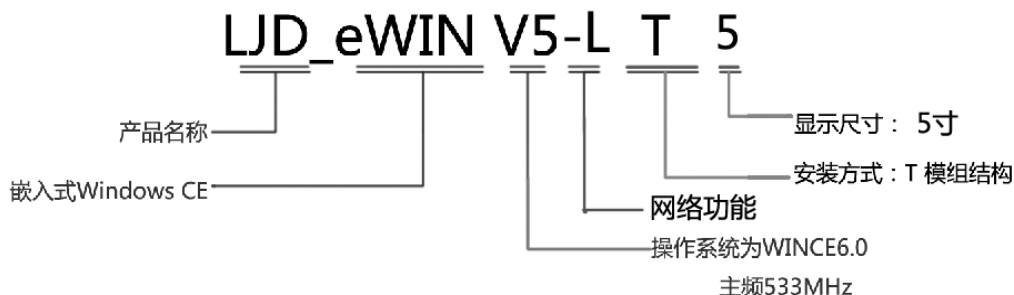 LJD_eWIN V5-L T 5
产品名称
显示尺寸： 5寸
嵌入式Windows CE
安装方式：T 模组结构
网络功能
操作系统为WINCE6.0
主频533MHz